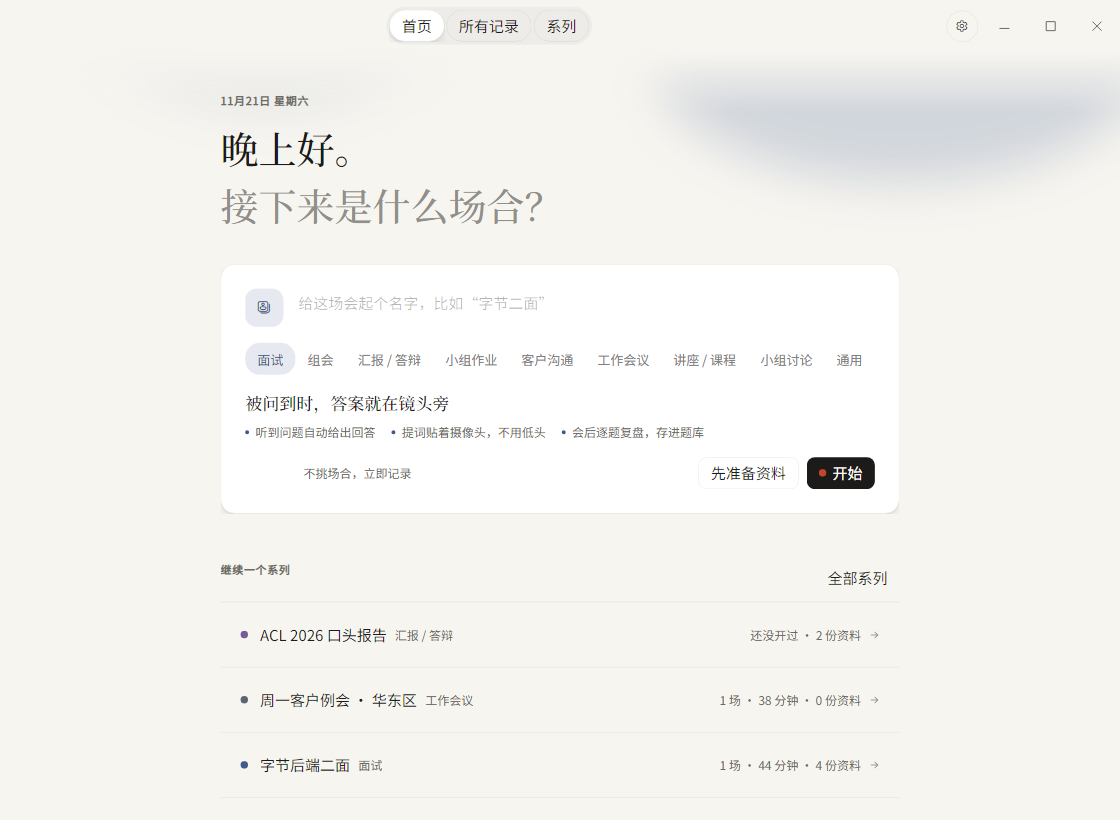 首页 所有记录 系列
11月21日 星期六
晚上好。
接下来是什么场合？
给这场会起个名字，比如“字节二面”
面试 组会 汇报 / 答辩 小组作业 客户沟通 工作会议 讲座 / 课程 小组讨论 通用
被问到时，答案就在镜头旁
• 听到问题自动给出回答 • 提词贴着摄像头，不用低头 • 会后逐题复盘，存进题库
不挑场合，立即记录 先准备资料 开始
继续一个系列
全部系列
ACL 2026 口头报告 汇报 / 答辩 还没开过 · 2 份资料 →
周一客户例会 · 华东区 工作会议 1 场 · 38 分钟 · 0 份资料 →
字节后端二面 面试 1 场 · 44 分钟 · 4 份资料 →